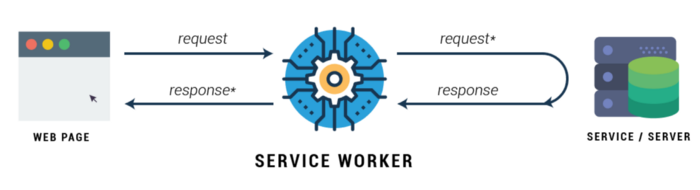 request
request*
response*
response
WEB PAGE
SERVICE / SERVER
SERVICE WORKER